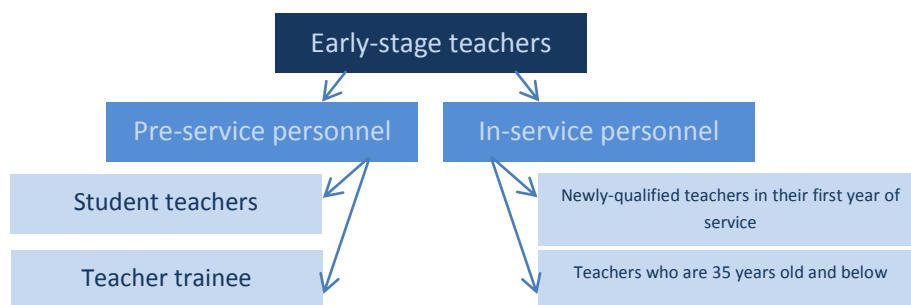 Early-stage teachers
Pre-service personnel
In-service personnel
Student teachers
Newly-qualified teachers in their first year of
service
Teacher trainee
Teachers who are 35 years old and below